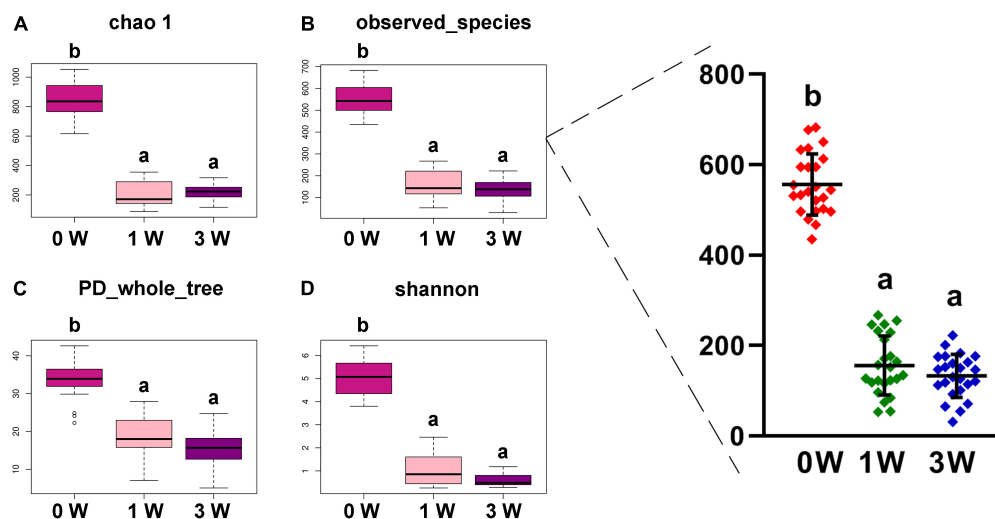 A chao 1
b
1000
800
600
400
200
a
a
0 W 1 W 3 W
B observed_species
b
700
600
500
400
300
200
100
a
a
0 W 1 W 3 W
C PD_whole_tree
b
40
30
20
10
a
a
0 W 1 W 3 W
D shannon
b
6
5
4
3
2
1
a
a
0 W 1 W 3 W
800
600
400
200
0
b
a
a
0W 1W 3W